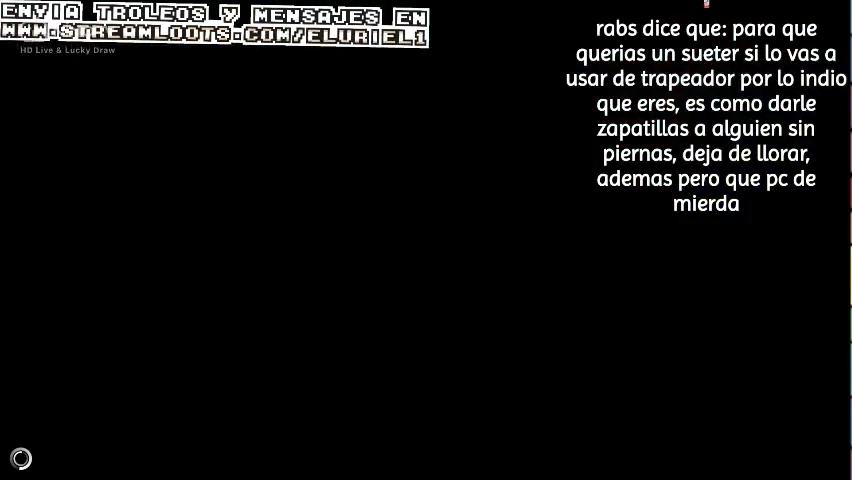 ENVIA TROLEOS Y MENSAJES EN
WWW.STREAMLOOTS.COM/ELURIEL1
HD Live & Lucky Draw
rabs dice que: para que
querias un sueter si lo vas a
usar de trapeador por lo indio
que eres, es como darle
zapatillas a alguien sin
piernas, deja de llorar,
ademas pero que pc de
mierda